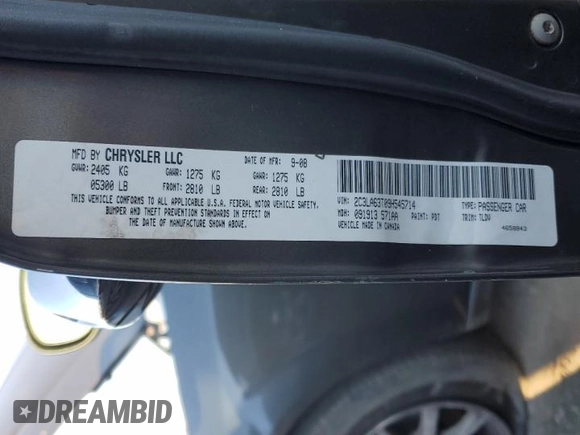 MFD BY CHRYSLER LLC DATE OF MFR: 9-08
GVWR: 2405 KG GAWR: 1275 KG GAWR: 1275 KG
05300 LB FRONT: 2810 LB REAR: 2810 LB
THIS VEHICLE CONFORMS TO ALL APPLICABLE U.S.A. FEDERAL MOTOR VEHICLE SAFETY,
BUMPER AND THEFT PREVENTION STANDARDS IN EFFECT ON
THE DATE OF MANUFACTURE SHOWN ABOVE.
VIN: 2C3LA63T09H545714 TYPE: PASSENGER CAR
MDH: 091913 571AA PAINT: PDT TRIM: TLDV
VEHICLE MADE IN CANADA 4658843
DREAMBID